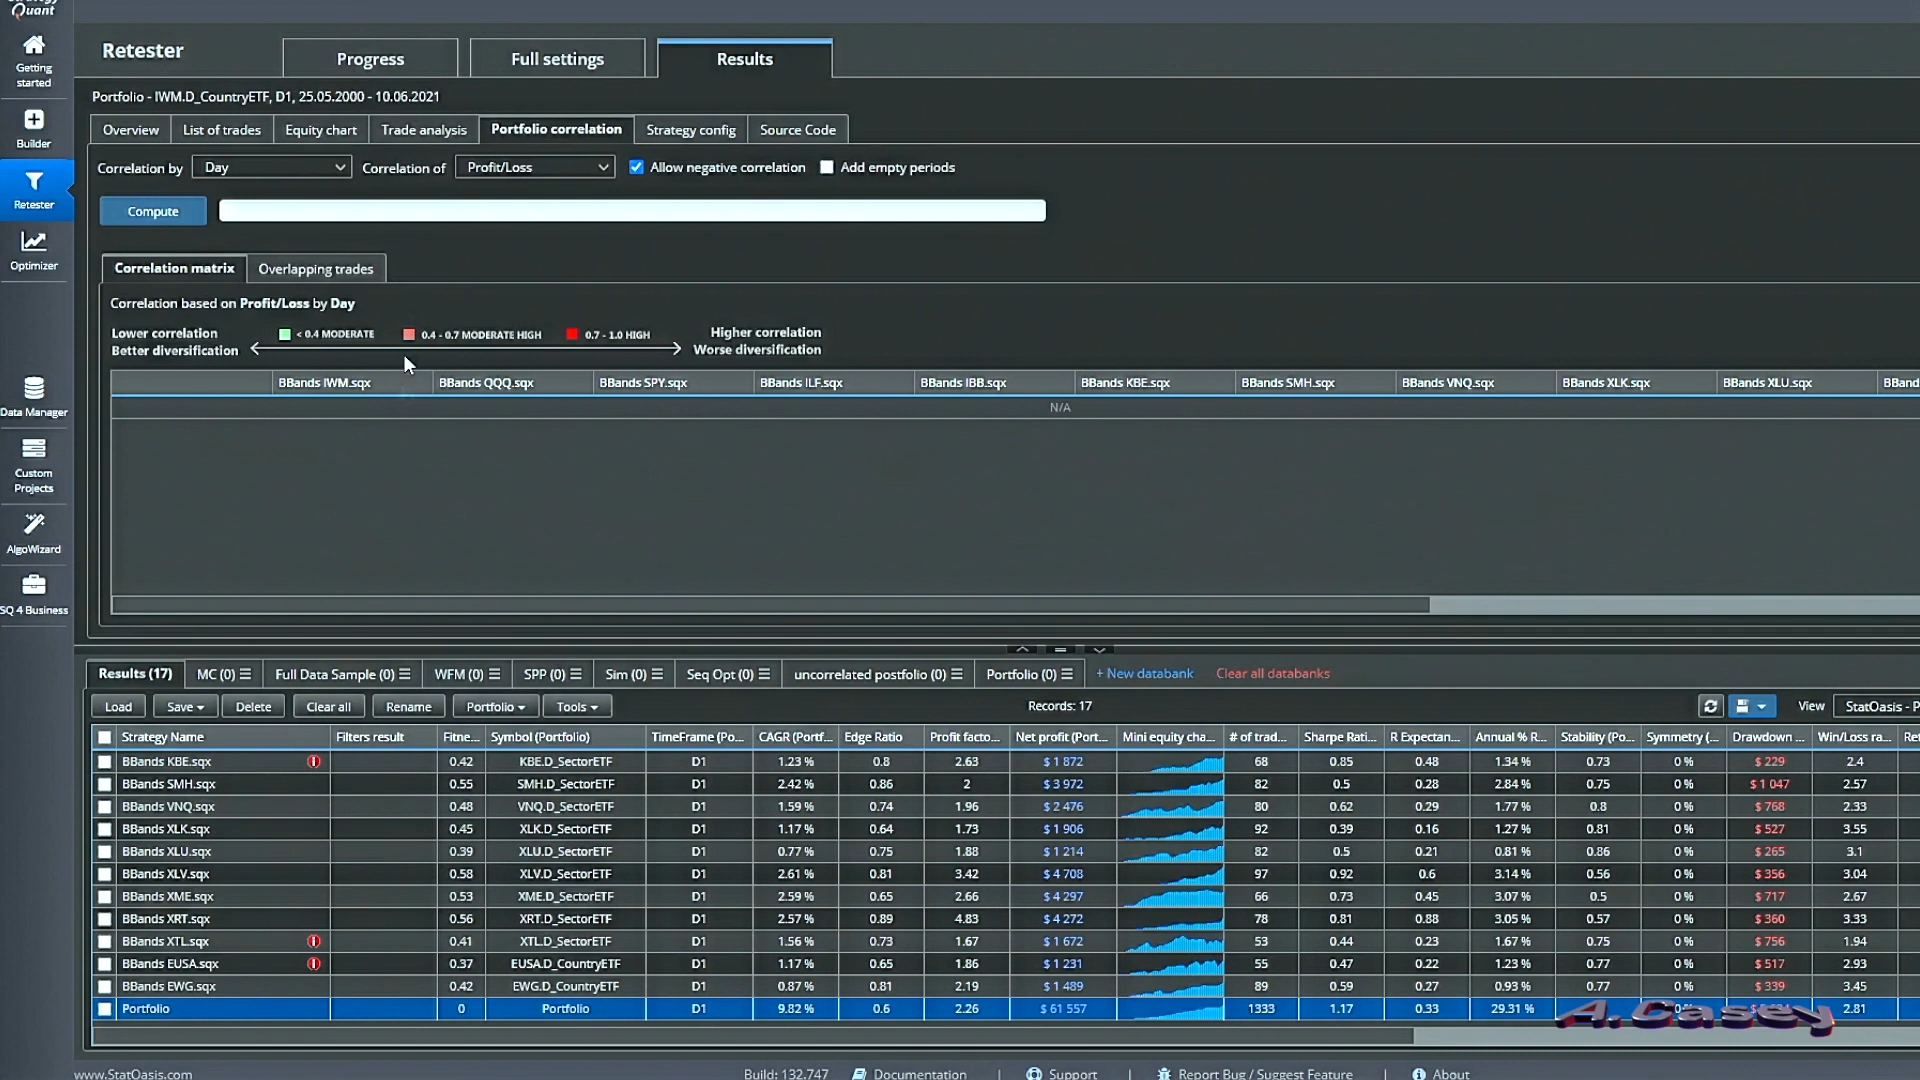 Quant
Getting
started
Builder
Retester
Optimizer
Data Manager
Custom
Projects
AlgoWizard
SQ 4 Business
Retester
Progress
Full settings
Results
Portfolio - IWM.D_CountryETF, D1, 25.05.2000 - 10.06.2021
Overview List of trades Equity chart Trade analysis Portfolio correlation Strategy config Source Code
Correlation by Day Correlation of Profit/Loss Allow negative correlation Add empty periods
Compute
Correlation matrix Overlapping trades
Correlation based on Profit/Loss by Day
Lower correlation < 0.4 MODERATE 0.4 - 0.7 MODERATE HIGH 0.7 - 1.0 HIGH Higher correlation
Better diversification Worse diversification
BBands IWM.sqx BBands QQQ.sqx BBands SPY.sqx BBands ILF.sqx BBands IBB.sqx BBands KBE.sqx BBands SMH.sqx BBands VNQ.sqx BBands XLK.sqx BBands XLU.sqx BBand
N/A
Results (17) MC (0) Full Data Sample (0) WFM (0) SPP (0) Sim (0) Seq Opt (0) uncorrelated postfolio (0) Portfolio (0) + New databank Clear all databanks
Load Save Delete Clear all Rename Portfolio Tools Records: 17 View StatOasis - P
Strategy Name Filters result Fitne... Symbol (Portfolio) TimeFrame (Po... CAGR (Portf... Edge Ratio Profit facto... Net profit (Port... Mini equity cha... # of trad... Sharpe Rati... R Expectan... Annual % R... Stability (Po... Symmetry (... Drawdown ... Win/Loss ra... Ret
BBands KBE.sqx 0.42 KBE.D_SectorETF D1 1.23 % 0.8 2.63 $ 1 872 68 0.85 0.48 1.34 % 0.73 0 % $ 229 2.4
BBands SMH.sqx 0.55 SMH.D_SectorETF D1 2.42 % 0.86 2 $ 3 972 82 0.5 0.28 2.84 % 0.75 0 % $ 1 047 2.57
BBands VNQ.sqx 0.48 VNQ.D_SectorETF D1 1.59 % 0.74 1.96 $ 2 476 80 0.62 0.29 1.77 % 0.8 0 % $ 768 2.33
BBands XLK.sqx 0.45 XLK.D_SectorETF D1 1.17 % 0.64 1.73 $ 1 906 92 0.39 0.16 1.27 % 0.81 0 % $ 527 3.55
BBands XLU.sqx 0.39 XLU.D_SectorETF D1 0.77 % 0.75 1.88 $ 1 214 82 0.5 0.21 0.81 % 0.86 0 % $ 265 3.1
BBands XLV.sqx 0.58 XLV.D_SectorETF D1 2.61 % 0.81 3.42 $ 4 708 97 0.92 0.6 3.14 % 0.56 0 % $ 356 3.04
BBands XME.sqx 0.53 XME.D_SectorETF D1 2.59 % 0.65 2.66 $ 4 297 66 0.73 0.45 3.07 % 0.5 0 % $ 717 2.67
BBands XRT.sqx 0.56 XRT.D_SectorETF D1 2.57 % 0.89 4.83 $ 4 272 78 0.81 0.88 3.05 % 0.57 0 % $ 360 3.33
BBands XTL.sqx 0.41 XTL.D_SectorETF D1 1.56 % 0.73 1.67 $ 1 672 53 0.44 0.23 1.67 % 0.75 0 % $ 756 1.94
BBands EUSA.sqx 0.37 EUSA.D_CountryETF D1 1.17 % 0.65 1.86 $ 1 231 55 0.47 0.22 1.23 % 0.77 0 % $ 517 2.93
BBands EWG.sqx 0.42 EWG.D_CountryETF D1 0.87 % 0.81 2.19 $ 1 489 89 0.59 0.27 0.93 % 0.77 0 % $ 339 3.45
Portfolio 0 Portfolio D1 9.82 % 0.6 2.26 $ 61 557 1333 1.17 0.33 29.31 % 2.81
A.Casey
www.StatOasis.com Build: 132.747 Documentation | Support | Report Bug / Suggest Feature | About